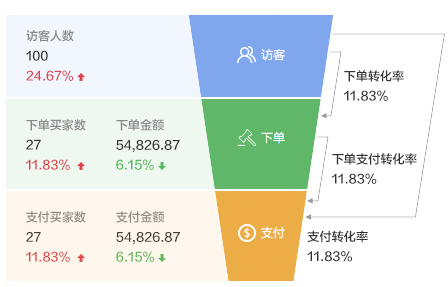 访客人数
100
24.67%
访客
下单转化率
11.83%
下单买家数 下单金额
27 54,826.87
11.83% 6.15%
下单
下单支付转化率
11.83%
支付买家数 支付金额
27 54,826.87
11.83% 6.15%
支付
支付转化率
11.83%